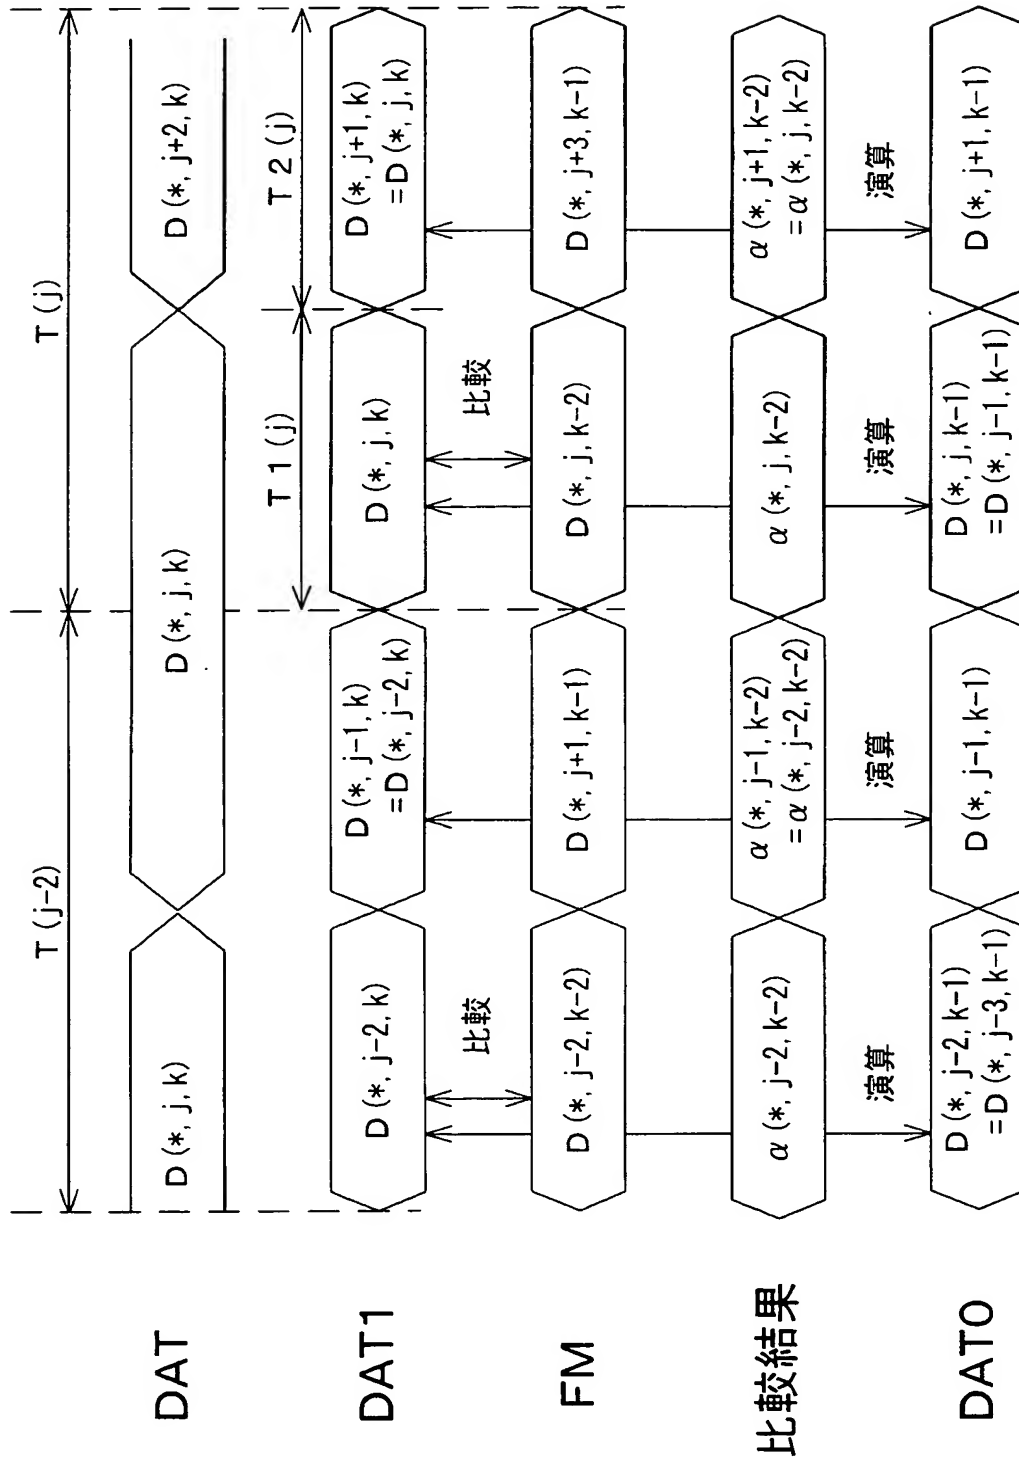 T (j-2)
T (j)
DAT
D (*, j, k)
D (*, j, k)
D (*, j+2, k)
T 1 (j)
T 2 (j)
DAT1
D (*, j-2, k)
D (*, j-1, k)
=D (*, j-2, k)
D (*, j, k)
D (*, j+1, k)
=D (*, j, k)
比較
比較
FM
D (*, j-2, k-2)
D (*, j+1, k-1)
D (*, j, k-2)
D (*, j+3, k-1)
比較結果
α (*, j-2, k-2)
α (*, j-1, k-2)
=α (*, j-2, k-2)
α (*, j, k-2)
α (*, j+1, k-2)
=α (*, j, k-2)
演算
演算
演算
演算
DATO
D (*, j-2, k-1)
=D (*, j-3, k-1)
D (*, j-1, k-1)
D (*, j, k-1)
=D (*, j-1, k-1)
D (*, j+1, k-1)